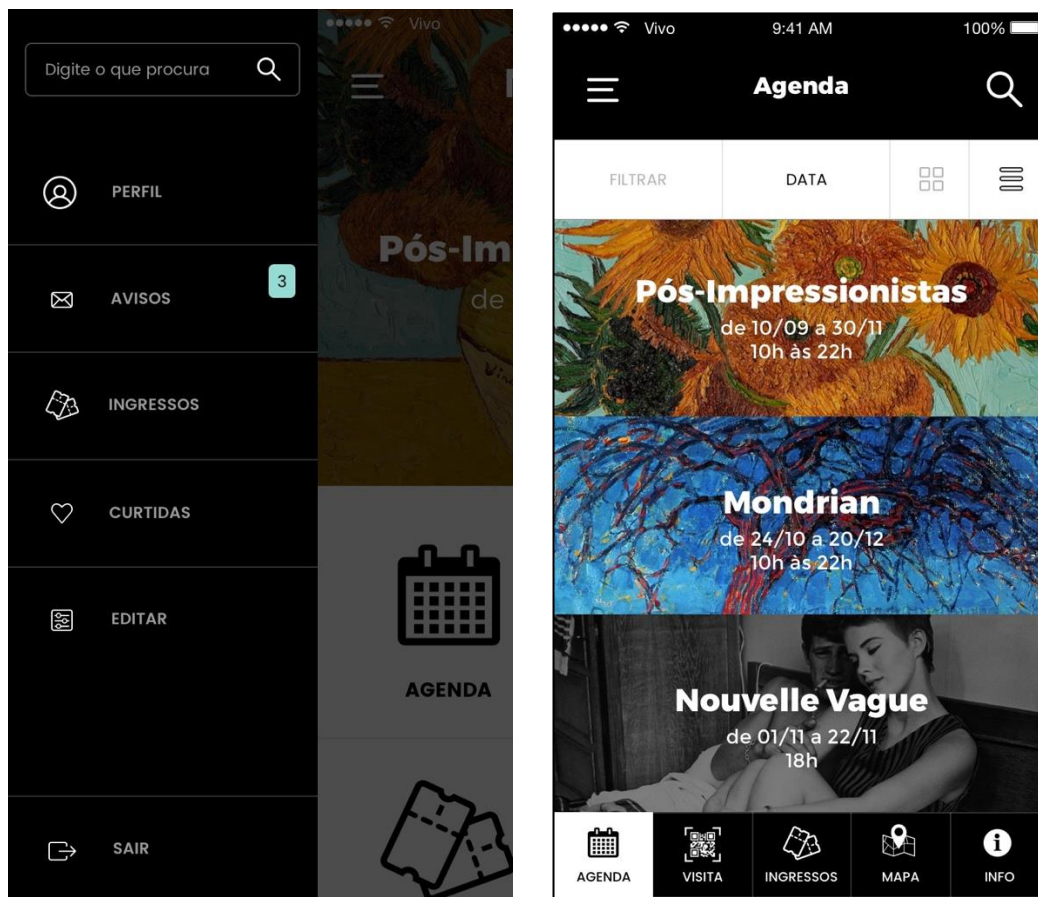 Digite o que procura
PERFIL
AVISOS
3
INGRESSOS
CURTIDAS
EDITAR
SAIR
Vivo
Pós-Im
de
Vin
AGENDA
Vivo
9:41 AM
100%
Agenda
FILTRAR
DATA
Pós-Impressionistas
de 10/09 a 30/11
10h às 22h
Mondrian
de 24/10 a 20/12
10h às 22h
Nouvelle Vague
de 01/11 a 22/11
18h
AGENDA
VISITA
INGRESSOS
MAPA
INFO